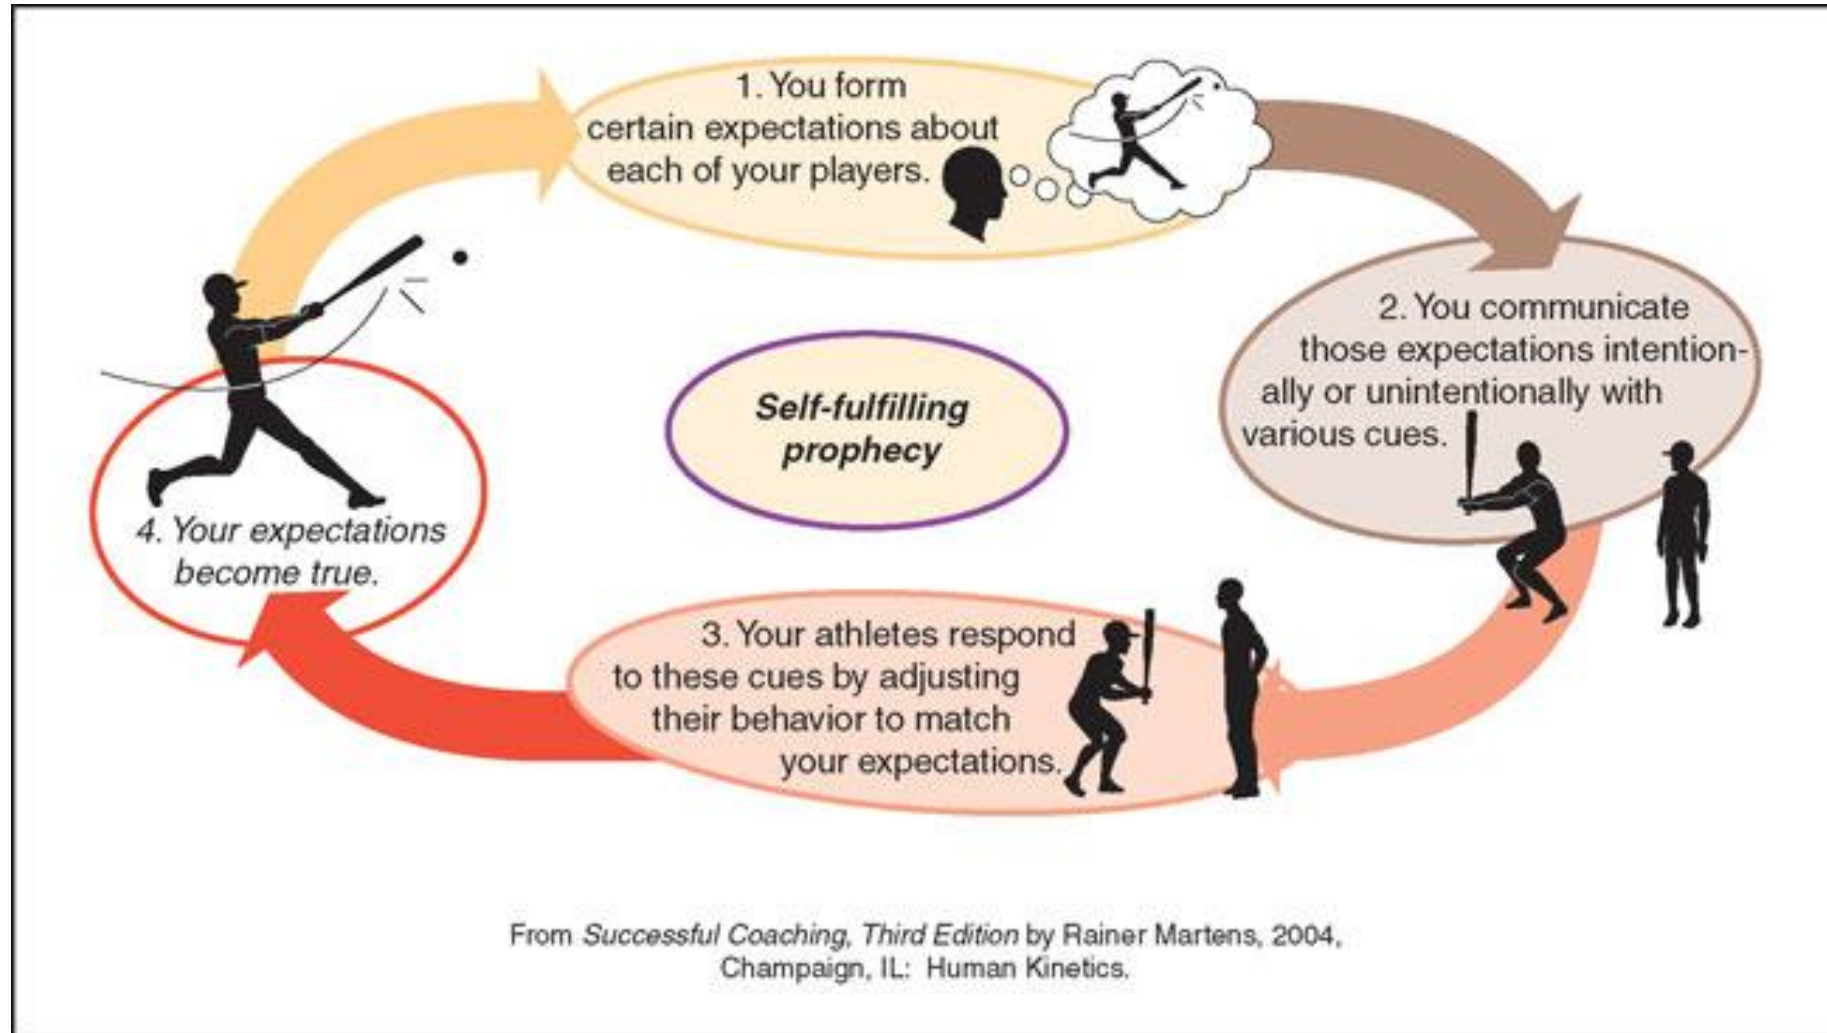 1. You form
certain expectations about
each of your players.
2. You communicate
those expectations intention-
ally or unintentionally with
various cues.
Self-fulfilling
prophecy
3. Your athletes respond
to these cues by adjusting
their behavior to match
your expectations.
4. Your expectations
become true.
From Successful Coaching, Third Edition by Rainer Martens, 2004,
Champaign, IL: Human Kinetics.